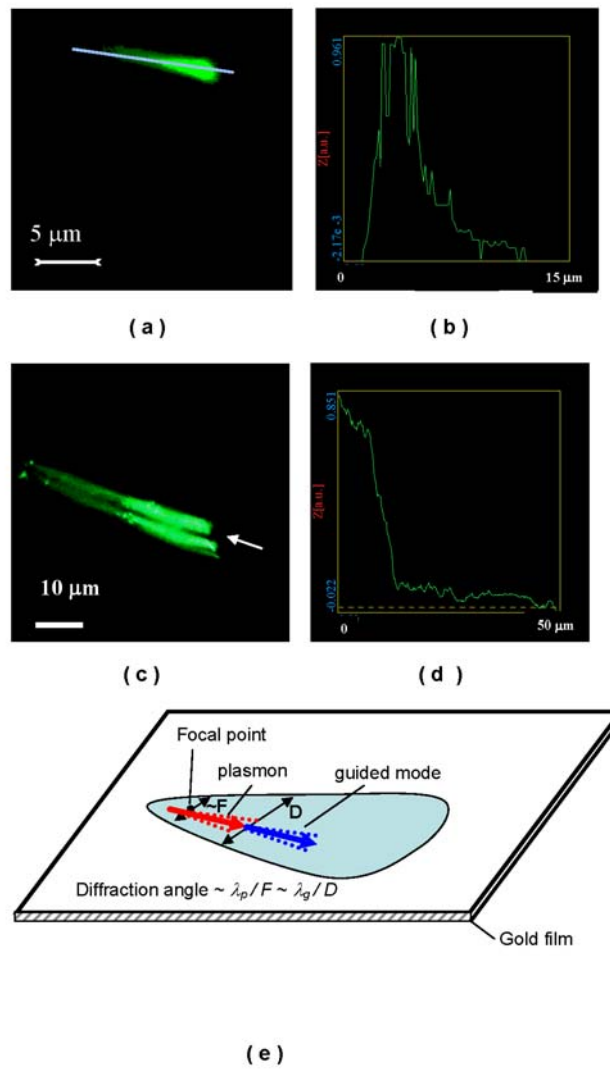 5 μm
( a )
0.961
Z[a.u.]
-2.17e -3
0
15 μm
( b )
10 μm
( c )
0.851
Z[a.u.]
-0.022
0
50 μm
( d )
Focal point
plasmon
guided mode
~F
D
Diffraction angle ~ λp / F ~ λg / D
Gold film
( e )